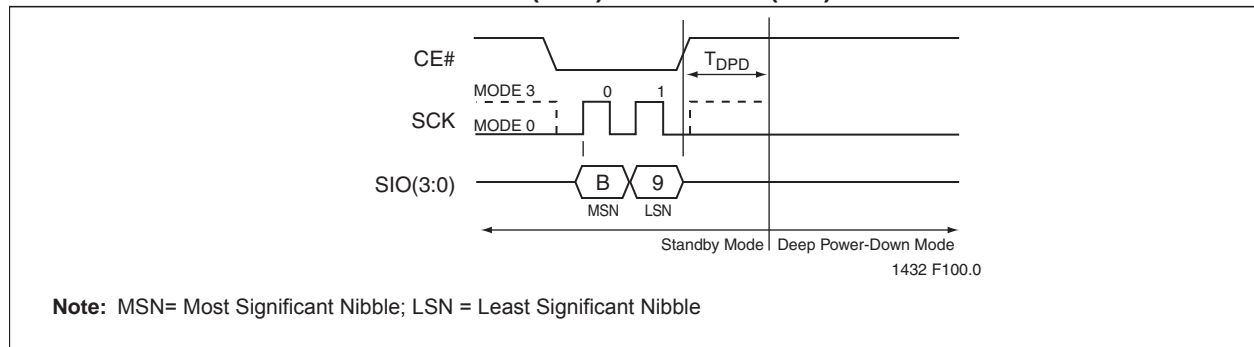 CE#
TDPD
MODE 3
0 1
SCK
MODE 0
SIO(3:0)
B 9
MSN LSN
Standby Mode Deep Power-Down Mode
1432 F100.0
Note: MSN= Most Significant Nibble; LSN = Least Significant Nibble